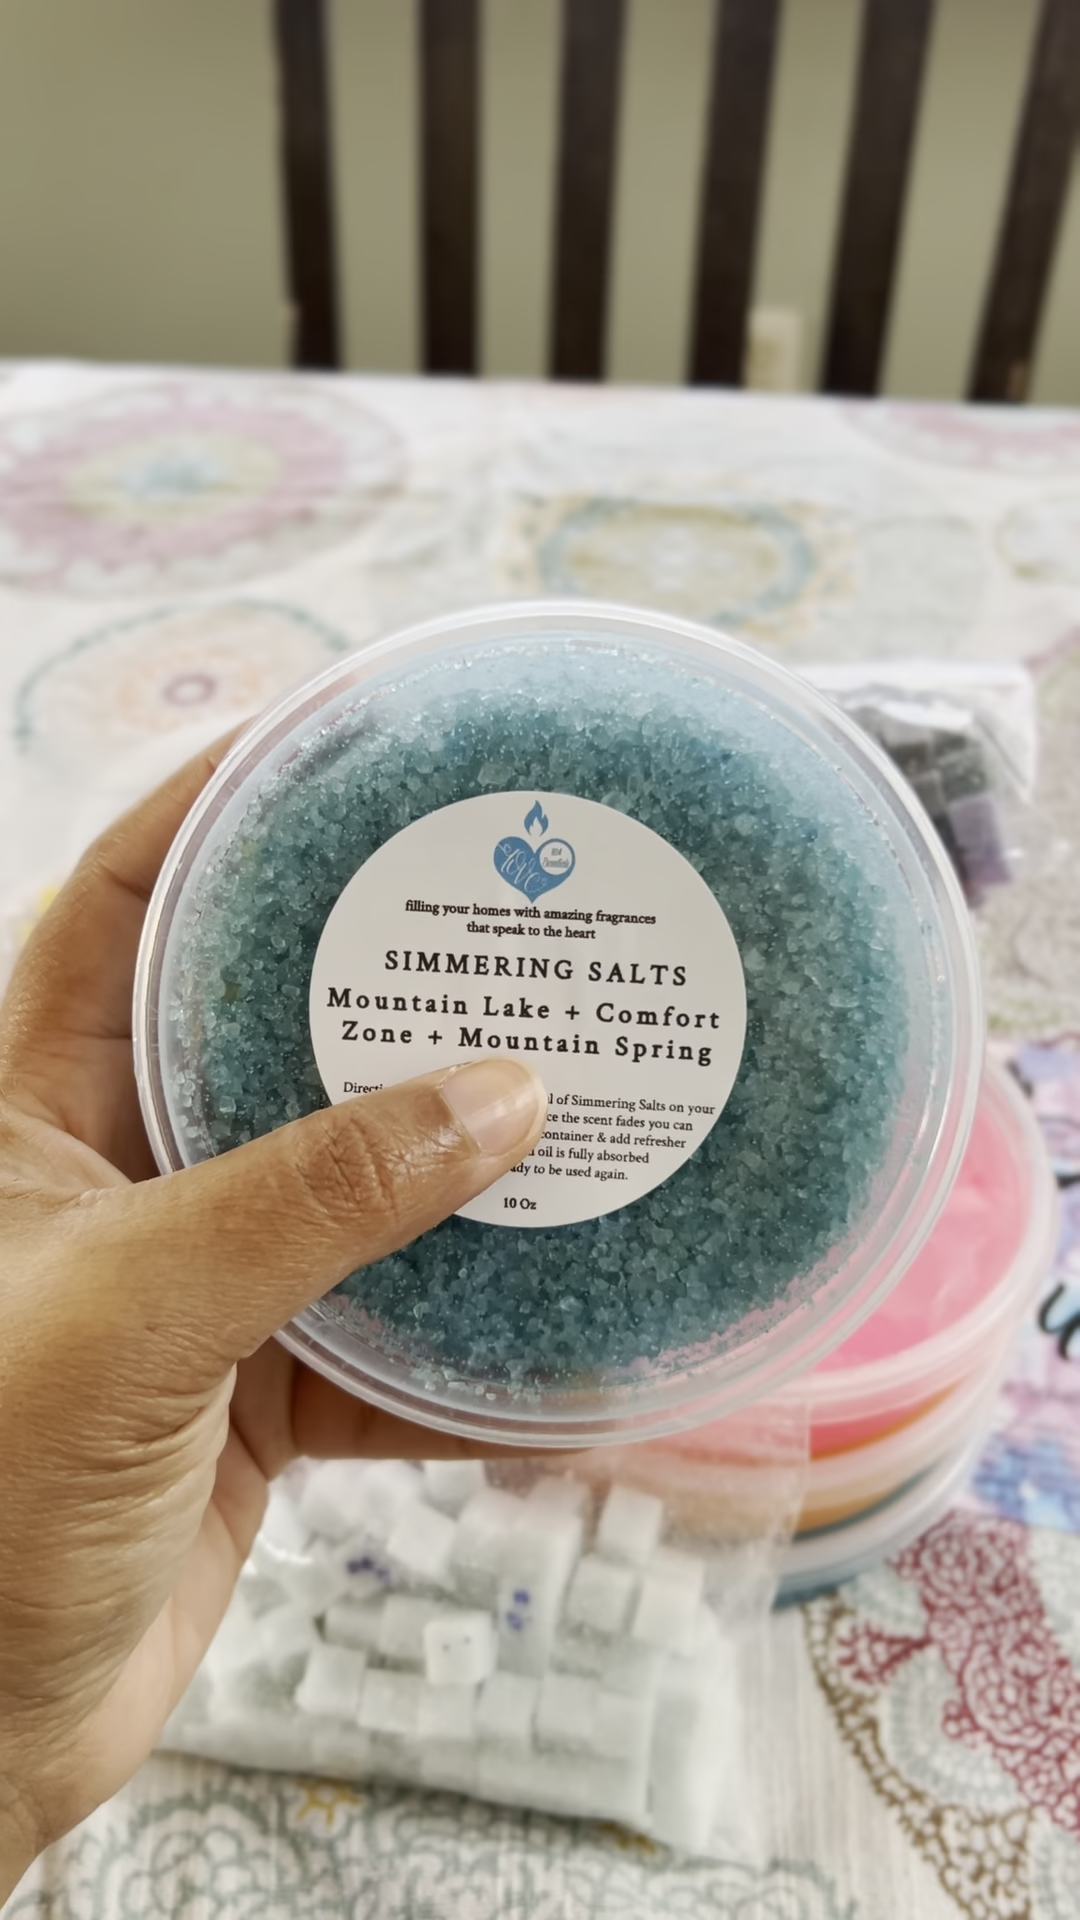 LOVE
filling your homes with amazing fragrances
that speak to the heart
SIMMERING SALTS
Mountain Lake + Comfort
Zone + Mountain Spring
of Simmering Salts on your
the scent fades you can
container & add refresher
oil is fully absorbed
to be used again.
10 Oz